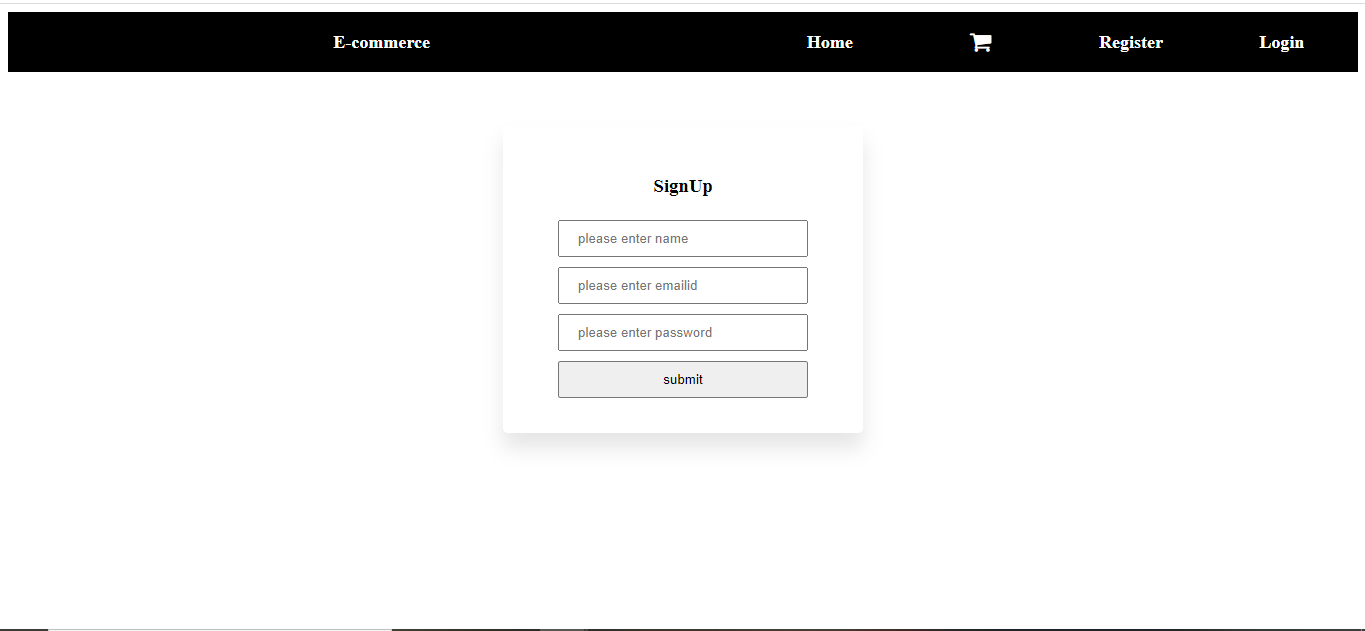 E-commerce Home Register Login
SignUp
please enter name
please enter emailid
please enter password
submit